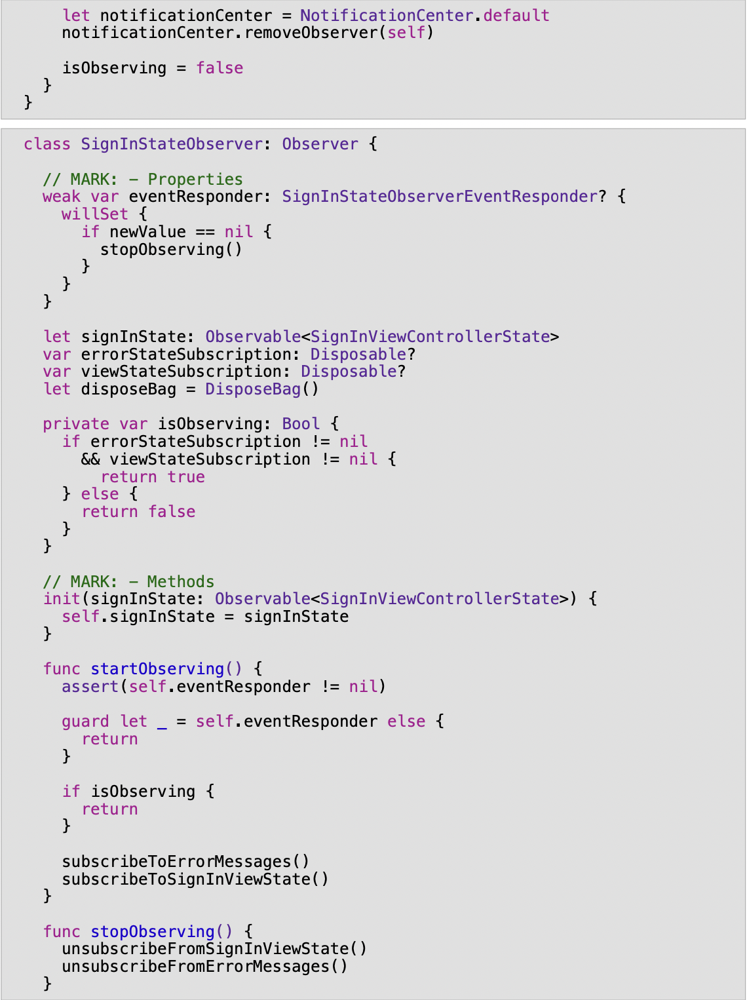 let notificationCenter = NotificationCenter.default
notificationCenter.removeObserver(self)
isObserving = false
}
}
class SignInStateObserver: Observer {
// MARK: - Properties
weak var eventResponder: SignInStateObserverEventResponder? {
willSet {
if newValue == nil {
stopObserving()
}
}
}
let signInState: Observable<SignInViewControllerState>
var errorStateSubscription: Disposable?
var viewStateSubscription: Disposable?
let disposeBag = DisposeBag()
private var isObserving: Bool {
if errorStateSubscription != nil
&& viewStateSubscription != nil {
return true
} else {
return false
}
}
// MARK: - Methods
init(signInState: Observable<SignInViewControllerState>) {
self.signInState = signInState
}
func startObserving() {
assert(self.eventResponder != nil)
guard let _ = self.eventResponder else {
return
}
if isObserving {
return
}
subscribeToErrorMessages()
subscribeToSignInViewState()
}
func stopObserving() {
unsubscribeFromSignInViewState()
unsubscribeFromErrorMessages()
}